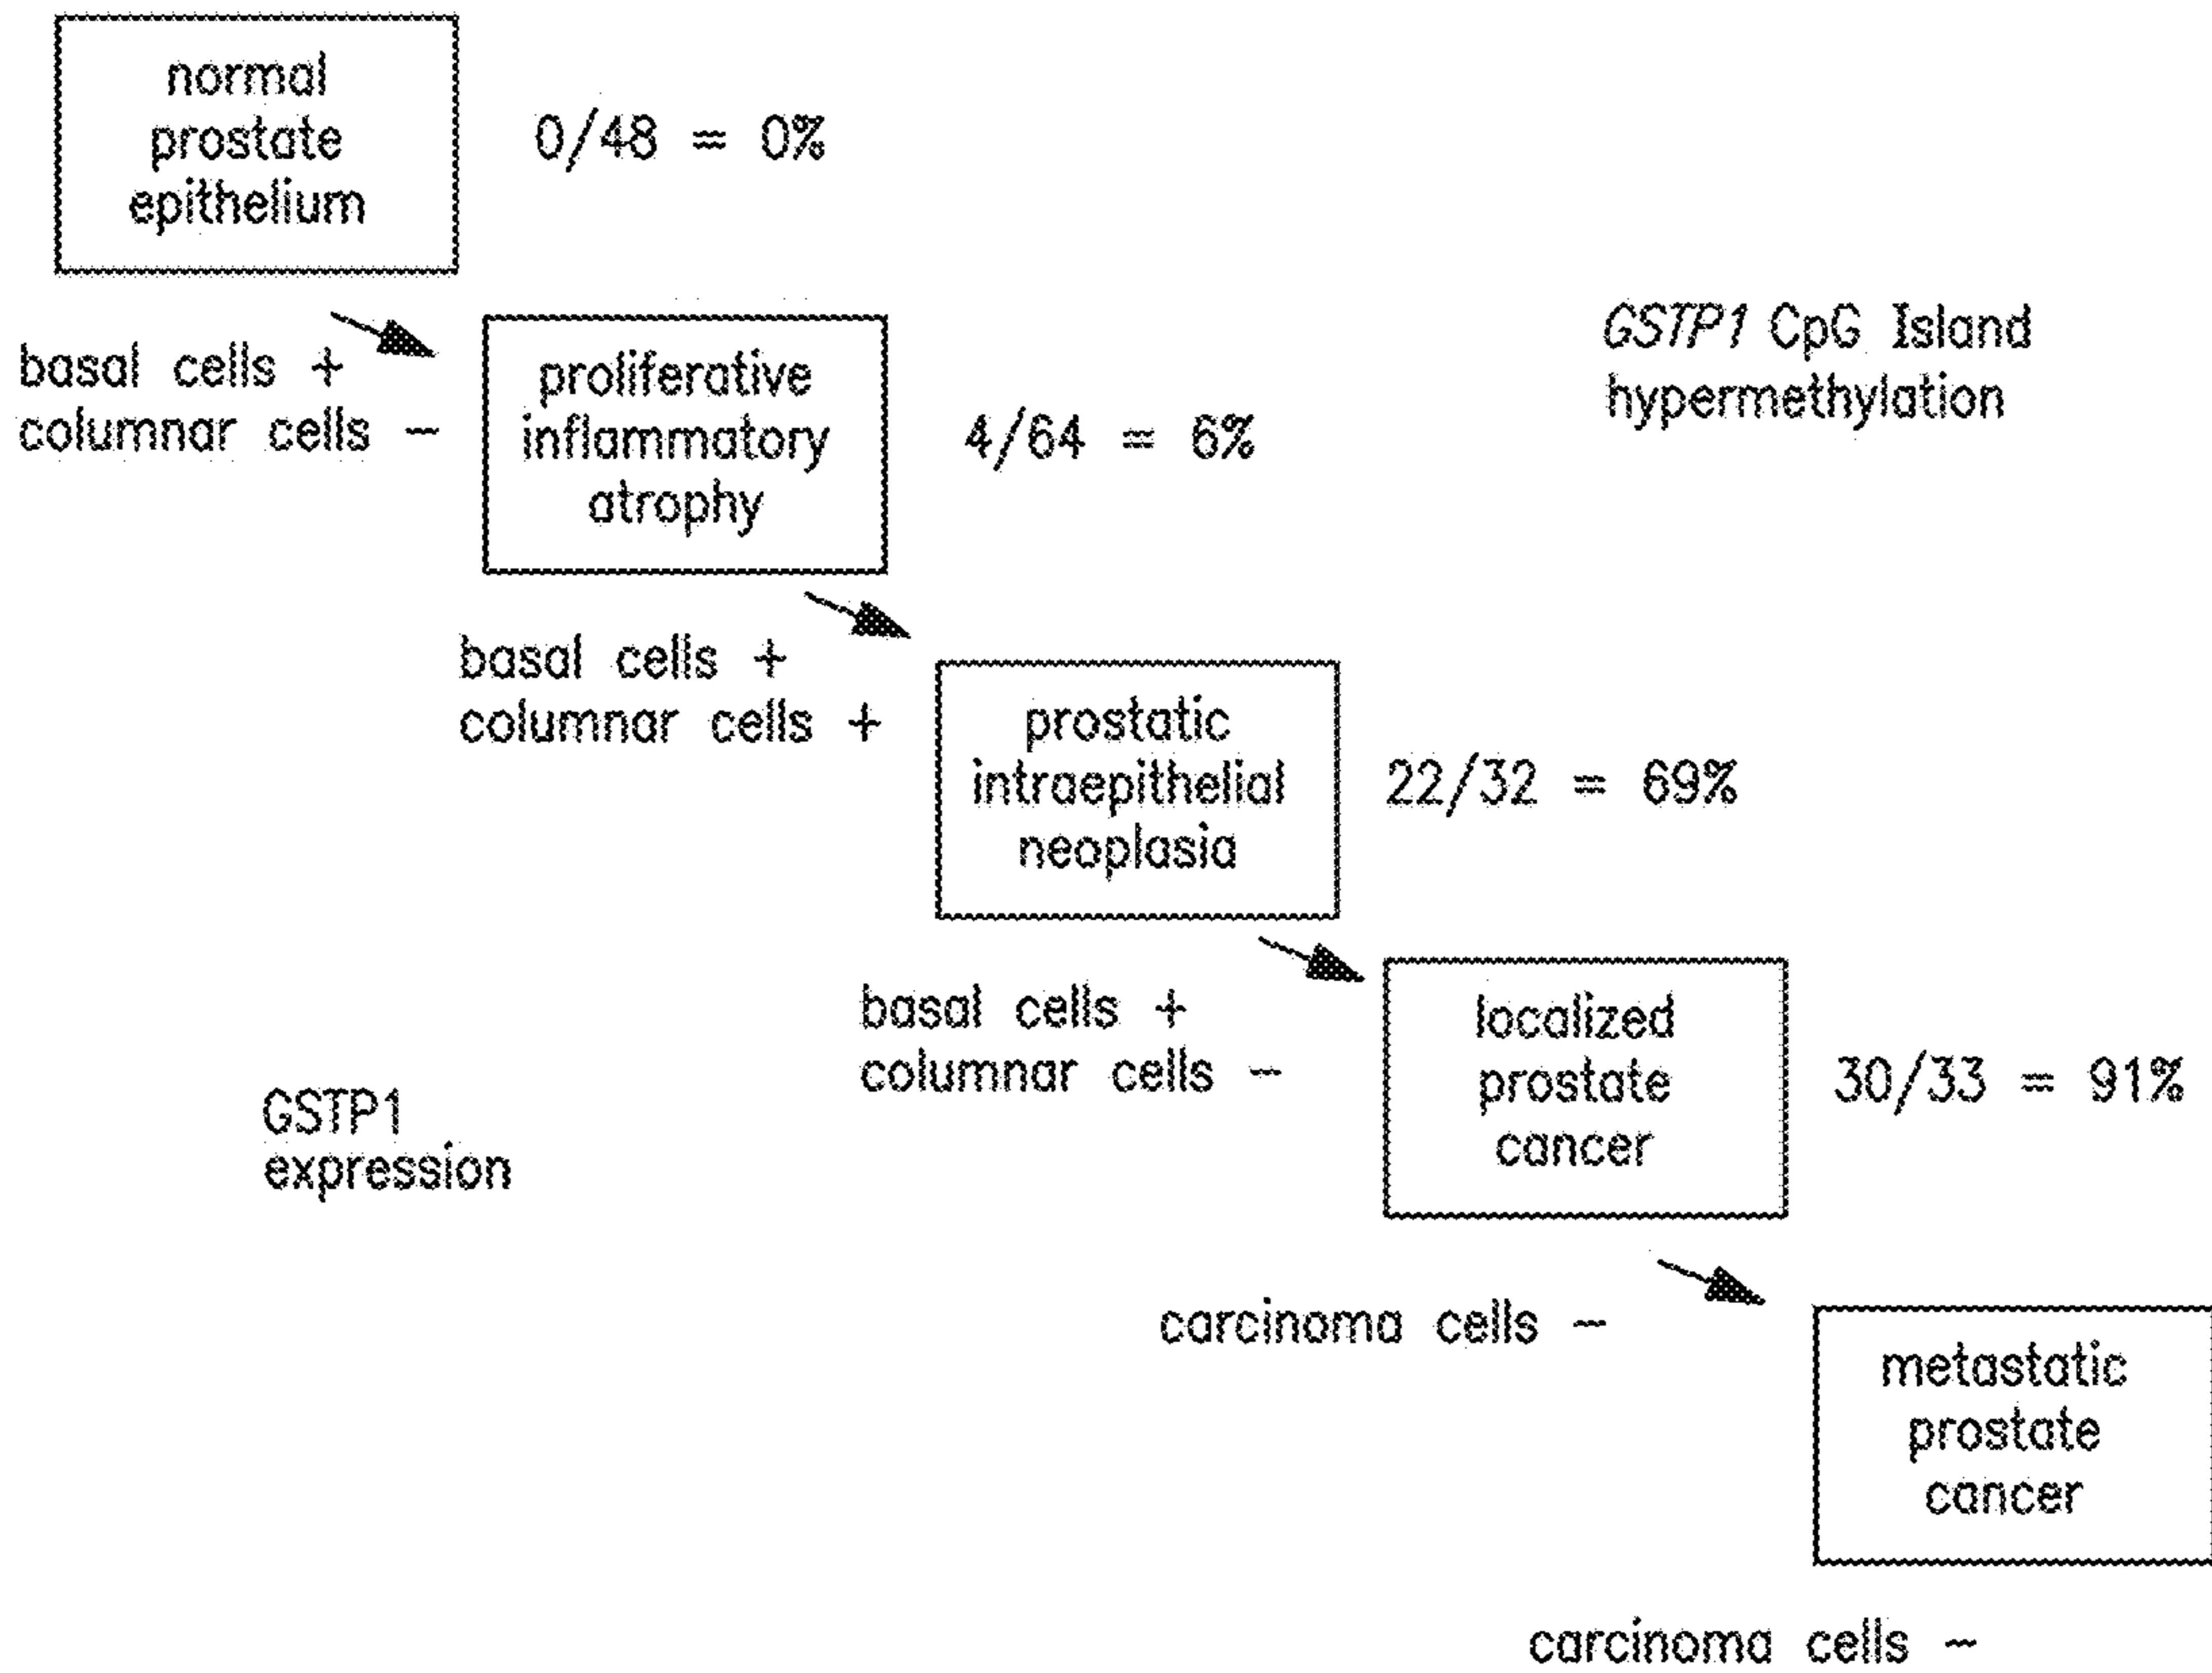 normal
prostate
epithelium
0/48 = 0%
basal cells +
columnar cells –
proliferative
inflammatory
atrophy
4/64 = 6%
GSTP1 CpG Island
hypermethylation
basal cells +
columnar cells +
prostatic
intraepithelial
neoplasia
22/32 = 69%
basal cells +
columnar cells –
localized
prostate
cancer
30/33 = 91%
GSTP1
expression
carcinoma cells –
metastatic
prostate
cancer
carcinoma cells –